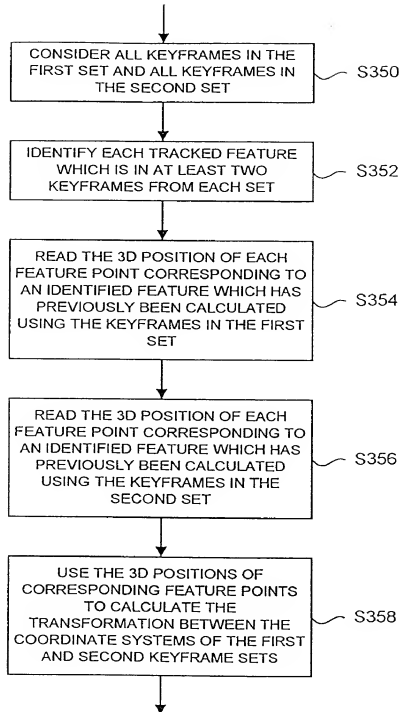 CONSIDER ALL KEYFRAMES IN THE
FIRST SET AND ALL KEYFRAMES IN
THE SECOND SET
S350
IDENTIFY EACH TRACKED FEATURE
WHICH IS IN AT LEAST TWO
KEYFRAMES FROM EACH SET
S352
READ THE 3D POSITION OF EACH
FEATURE POINT CORRESPONDING TO
AN IDENTIFIED FEATURE WHICH HAS
PREVIOUSLY BEEN CALCULATED
USING THE KEYFRAMES IN THE FIRST
SET
S354
READ THE 3D POSITION OF EACH
FEATURE POINT CORRESPONDING TO
AN IDENTIFIED FEATURE WHICH HAS
PREVIOUSLY BEEN CALCULATED
USING THE KEYFRAMES IN THE
SECOND SET
S356
USE THE 3D POSITIONS OF
CORRESPONDING FEATURE POINTS
TO CALCULATE THE
TRANSFORMATION BETWEEN THE
COORDINATE SYSTEMS OF THE FIRST
AND SECOND KEYFRAME SETS
S358